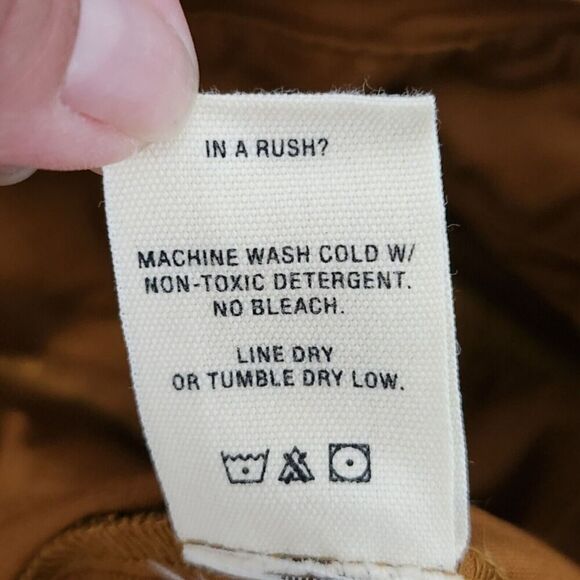 IN A RUSH?
MACHINE WASH COLD W/
NON-TOXIC DETERGENT.
NO BLEACH.
LINE DRY
OR TUMBLE DRY LOW.